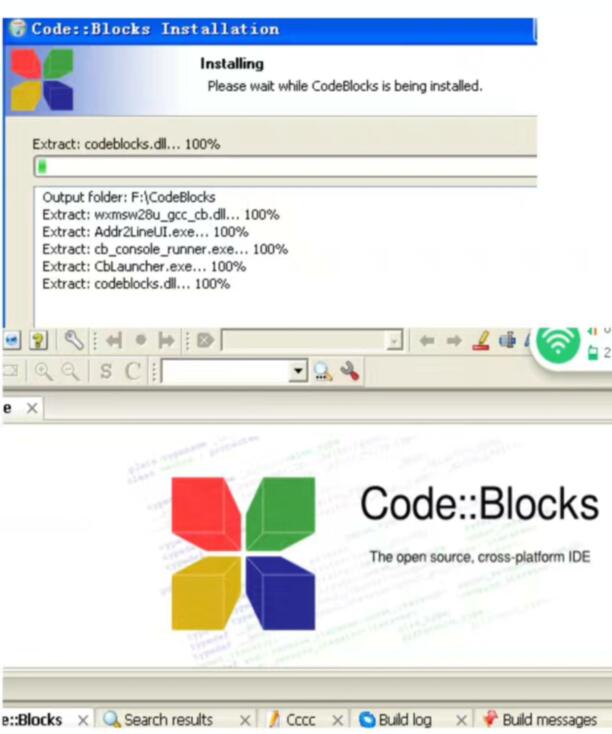 Code::Blocks Installation
Installing
Please wait while CodeBlocks is being installed.
Extract: codeblocks.dll... 100%
Output folder: F:\CodeBlocks
Extract: wxmsw28u_gcc_cb.dll... 100%
Extract: Addr2LineUI.exe... 100%
Extract: cb_console_runner.exe... 100%
Extract: CbLauncher.exe... 100%
Extract: codeblocks.dll... 100%
S C
2
e
Code::Blocks
The open source, cross-platform IDE
e::Blocks Search results Cccc Build log Build messages